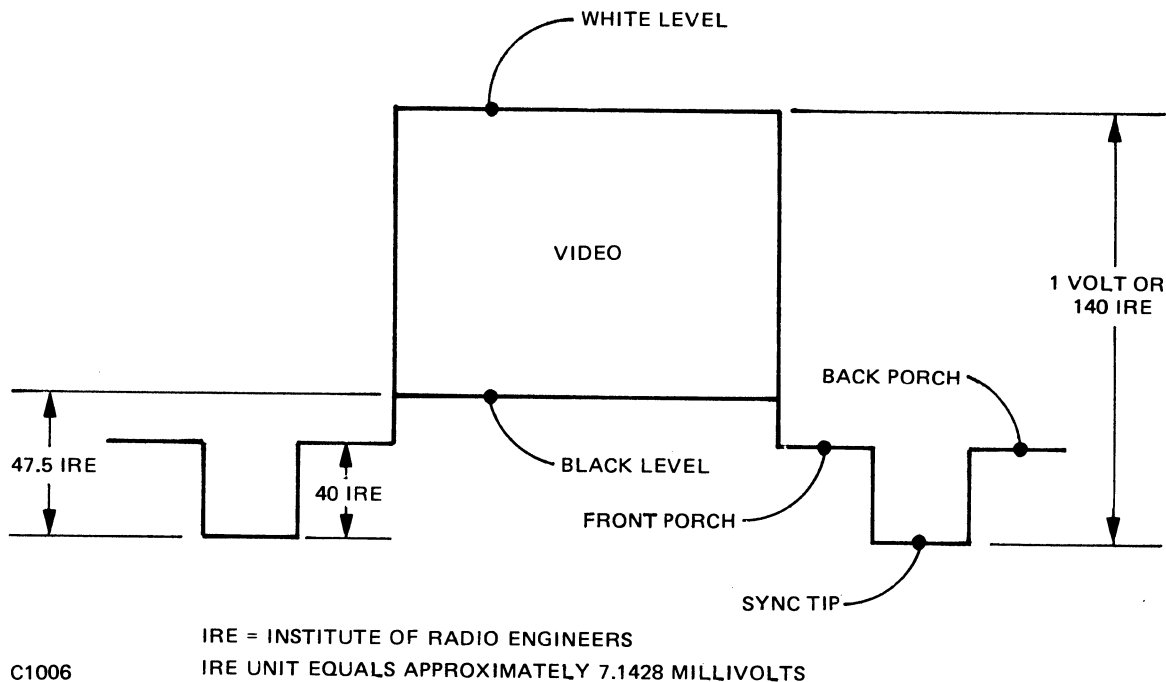 WHITE LEVEL
VIDEO
1 VOLT OR
140 IRE
BACK PORCH
47.5 IRE
BLACK LEVEL
40 IRE
FRONT PORCH
SYNC TIP
IRE = INSTITUTE OF RADIO ENGINEERS
C1006
IRE UNIT EQUALS APPROXIMATELY 7.1428 MILLIVOLTS